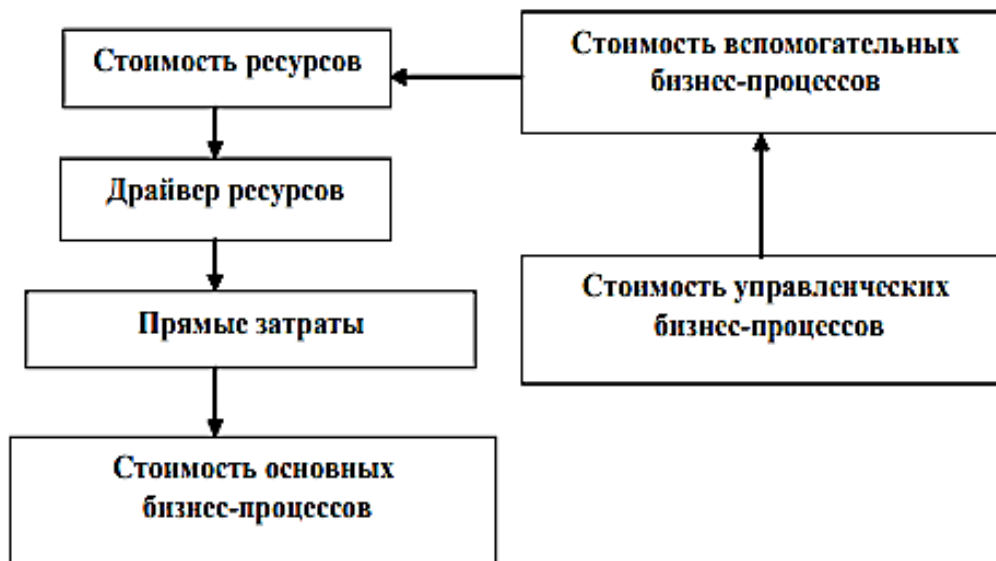 Стоимость ресурсов
Драйвер ресурсов
Прямые затраты
Стоимость основных
бизнес-процессов
Стоимость вспомогательных
бизнес-процессов
Стоимость управленческих
бизнес-процессов